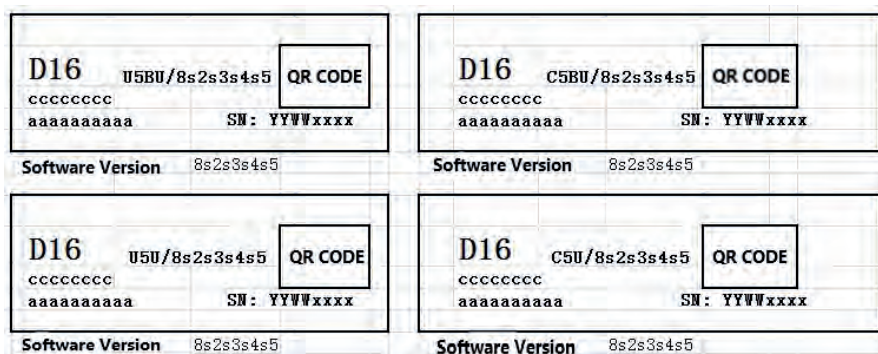 D16 U5BU/8s2s3s4s5 QR CODE
cccccccc
aaaaaaaaaa SN: YYWWxxxx
Software Version 8s2s3s4s5
D16 C5BU/8s2s3s4s5 QR CODE
cccccccc
aaaaaaaaaa SN: YYWWxxxx
Software Version 8s2s3s4s5
D16 U5U/8s2s3s4s5 QR CODE
cccccccc
aaaaaaaaaa SN: YYWWxxxx
Software Version 8s2s3s4s5
D16 C5U/8s2s3s4s5 QR CODE
cccccccc
aaaaaaaaaa SN: YYWWxxxx
Software Version 8s2s3s4s5